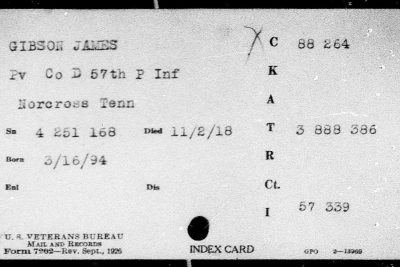 GIBSON JAMES X C 88 264
Pv Co D 57th P Inf K
Norcross Tenn A
Sn 4 251 168 Died 11/2/18 T 3 888 386
Born 3/16/94 R
Enl Dis Ct.
I 57 339
U. S. VETERANS BUREAU
MAIL AND RECORDS
Form 7202—Rev. Sept., 1926 INDEX CARD GPO 2—13969